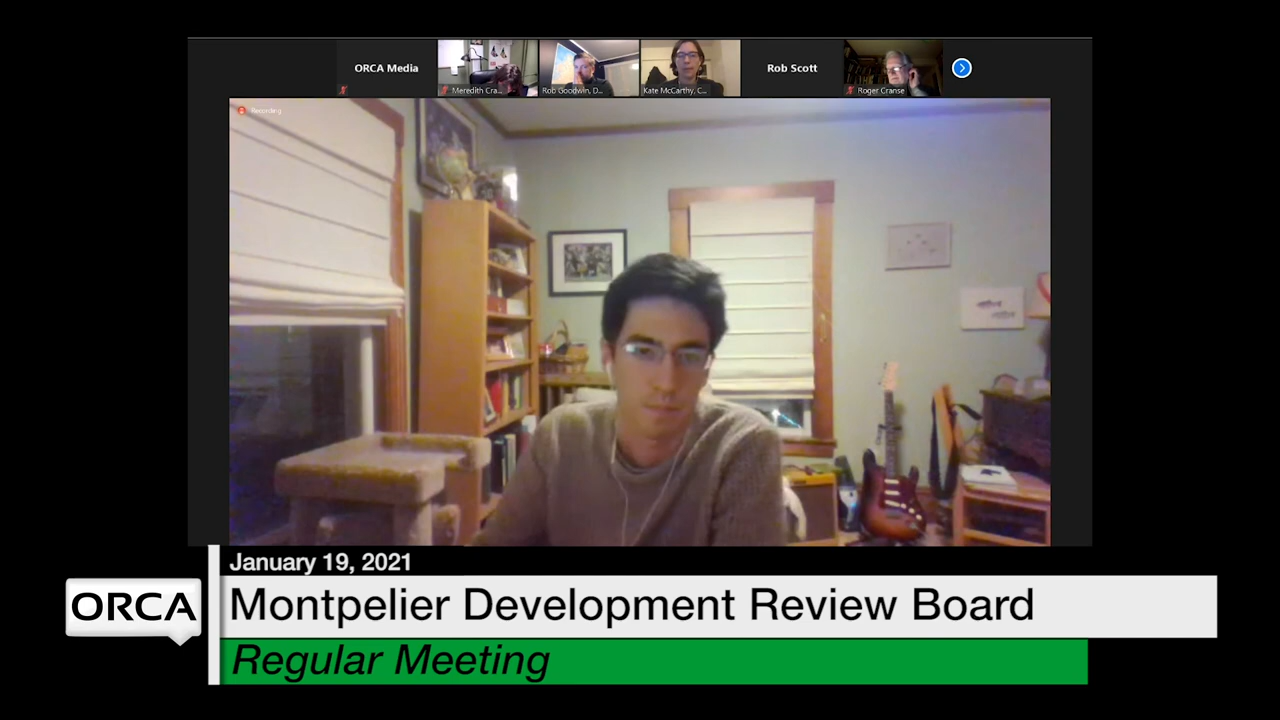 ORCA Media
Meredith Cra...
Rob Goodwin, D...
Kate McCarthy, C...
Rob Scott
Roger Cranse
Recording
January 19, 2021
ORCA
Montpelier Development Review Board
Regular Meeting